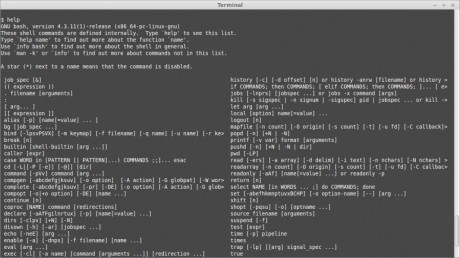 Terminal
$ help
GNU bash, version 4.3.11(1)-release (x86_64-pc-linux-gnu)
These shell commands are defined internally.  Type `help' to see this list.
Type `help name' to find out more about the function `name'.
Use `info bash' to find out more about the shell in general.
Use `man -k' or `info' to find out more about commands not in this list.
A star (*) next to a name means that the command is disabled.
job_spec [&]
(( expression ))
. filename [arguments]
:
[ arg... ]
[[ expression ]]
alias [-p] [name[=value] ... ]
bg [job_spec ...]
bind [-lpsvPSVX] [-m keymap] [-f filename] [-q name] [-u name] [-r ke>
break [n]
builtin [shell-builtin [arg ...]]
caller [expr]
case WORD in [PATTERN [| PATTERN]...) COMMANDS ;;]... esac
cd [-L|[-P [-e]] [-@]] [dir]
command [-pVv] command [arg ...]
compgen [-abcdefgjksuv] [-o option]  [-A action] [-G globpat] [-W wor>
complete [-abcdefgjksuv] [-pr] [-DE] [-o option] [-A action] [-G glob>
compopt [-o|+o option] [-DE] [name ...]
continue [n]
coproc [NAME] command [redirections]
declare [-aAfFgilnrtux] [-p] [name[=value] ...]
dirs [-clpv] [+N] [-N]
disown [-h] [-ar] [jobspec ...]
echo [-neE] [arg ...]
enable [-a] [-dnps] [-f filename] [name ...]
eval [arg ...]
exec [-cl] [-a name] [command [arguments ...]] [redirection ...]
history [-c] [-d offset] [n] or history -anrw [filename] or history >
if COMMANDS; then COMMANDS; [ elif COMMANDS; then COMMANDS; ]... [ e>
jobs [-lnprs] [jobspec ...] or jobs -x command [args]
kill [-s sigspec | -n signum | -sigspec] pid | jobspec ... or kill ->
let arg [arg ...]
local [option] name[=value] ...
logout [n]
mapfile [-n count] [-O origin] [-s count] [-t] [-u fd] [-C callback]>
popd [-n] [+N | -N]
printf [-v var] format [arguments]
pushd [-n] [+N | -N | dir]
pwd [-LP]
read [-ers] [-a array] [-d delim] [-i text] [-n nchars] [-N nchars] >
readarray [-n count] [-O origin] [-s count] [-t] [-u fd] [-C callbac>
readonly [-aAf] [name[=value] ...] or readonly -p
return [n]
select NAME [in WORDS ... ;] do COMMANDS; done
set [-abefhkmnptuvxBCHP] [-o option-name] [--] [arg ...]
shift [n]
shopt [-pqsu] [-o] [optname ...]
source filename [arguments]
suspend [-f]
test [expr]
time [-p] pipeline
times
trap [-lp] [[arg] signal_spec ...]
true